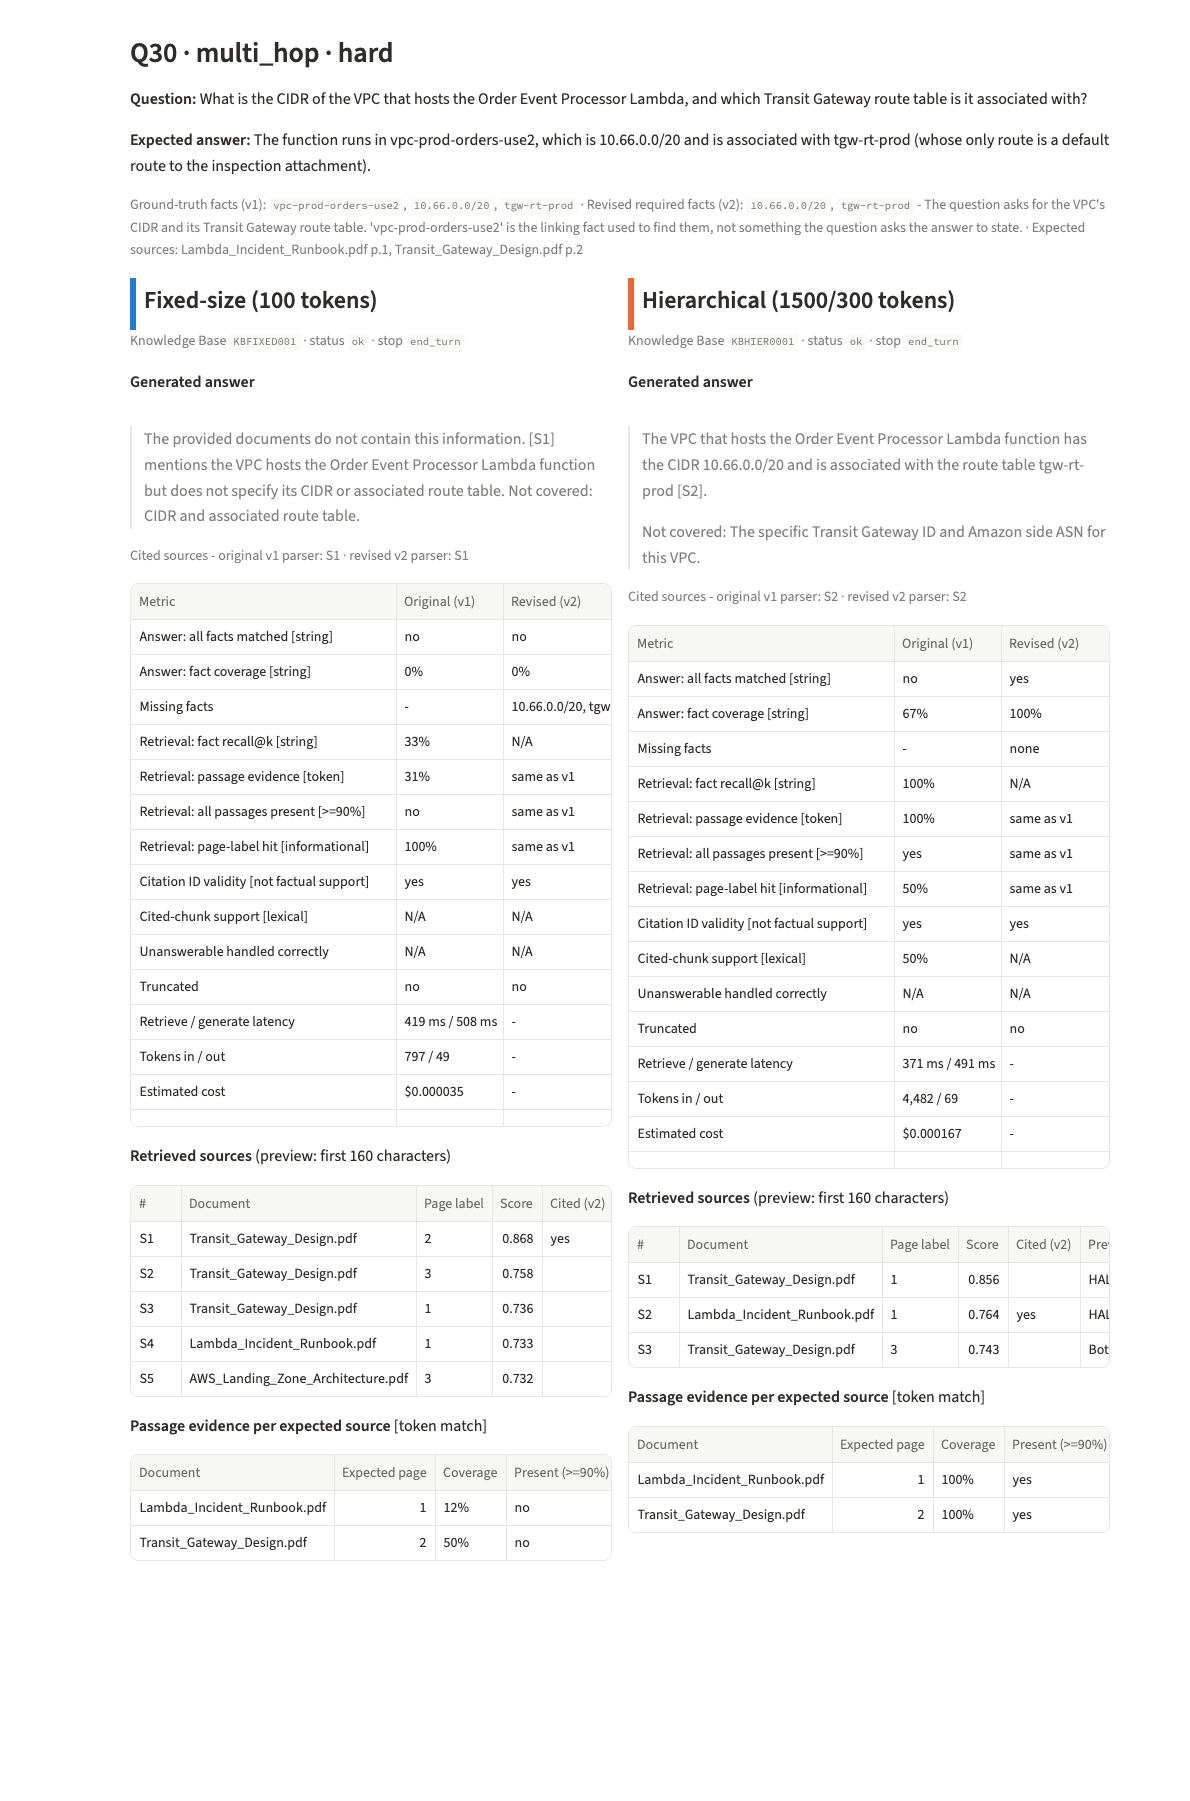 Q30 · multi_hop · hard
Question: What is the CIDR of the VPC that hosts the Order Event Processor Lambda, and which Transit Gateway route table is it associated with?
Expected answer: The function runs in vpc-prod-orders-use2, which is 10.66.0.0/20 and is associated with tgw-rt-prod (whose only route is a default
route to the inspection attachment).
Ground-truth facts (v1): vpc-prod-orders-use2 , 10.66.0.0/20 , tgw-rt-prod · Revised required facts (v2): 10.66.0.0/20 , tgw-rt-prod - The question asks for the VPC's
CIDR and its Transit Gateway route table. 'vpc-prod-orders-use2' is the linking fact used to find them, not something the question asks the answer to state. · Expected
sources: Lambda_Incident_Runbook.pdf p.1, Transit_Gateway_Design.pdf p.2
Fixed-size (100 tokens)
Knowledge Base KBFIXED001 · status ok · stop end_turn
Generated answer
The provided documents do not contain this information. [S1]
mentions the VPC hosts the Order Event Processor Lambda function
but does not specify its CIDR or associated route table. Not covered:
CIDR and associated route table.
Cited sources - original v1 parser: S1 · revised v2 parser: S1
Metric Original (v1) Revised (v2)
Answer: all facts matched [string] no no
Answer: fact coverage [string] 0% 0%
Missing facts - 10.66.0.0/20, tgw
Retrieval: fact recall@k [string] 33% N/A
Retrieval: passage evidence [token] 31% same as v1
Retrieval: all passages present [>=90%] no same as v1
Retrieval: page-label hit [informational] 100% same as v1
Citation ID validity [not factual support] yes yes
Cited-chunk support [lexical] N/A N/A
Unanswerable handled correctly N/A N/A
Truncated no no
Retrieve / generate latency 419 ms / 508 ms -
Tokens in / out 797 / 49 -
Estimated cost $0.000035 -
Retrieved sources (preview: first 160 characters)
# Document Page label Score Cited (v2)
S1 Transit_Gateway_Design.pdf 2 0.868 yes
S2 Transit_Gateway_Design.pdf 3 0.758
S3 Transit_Gateway_Design.pdf 1 0.736
S4 Lambda_Incident_Runbook.pdf 1 0.733
S5 AWS_Landing_Zone_Architecture.pdf 3 0.732
Passage evidence per expected source [token match]
Document Expected page Coverage Present (>=90%)
Lambda_Incident_Runbook.pdf 1 12% no
Transit_Gateway_Design.pdf 2 50% no
Hierarchical (1500/300 tokens)
Knowledge Base KBHIER0001 · status ok · stop end_turn
Generated answer
The VPC that hosts the Order Event Processor Lambda function has
the CIDR 10.66.0.0/20 and is associated with the route table tgw-rt-
prod [S2].
Not covered: The specific Transit Gateway ID and Amazon side ASN for
this VPC.
Cited sources - original v1 parser: S2 · revised v2 parser: S2
Metric Original (v1) Revised (v2)
Answer: all facts matched [string] no yes
Answer: fact coverage [string] 67% 100%
Missing facts - none
Retrieval: fact recall@k [string] 100% N/A
Retrieval: passage evidence [token] 100% same as v1
Retrieval: all passages present [>=90%] yes same as v1
Retrieval: page-label hit [informational] 50% same as v1
Citation ID validity [not factual support] yes yes
Cited-chunk support [lexical] 50% N/A
Unanswerable handled correctly N/A N/A
Truncated no no
Retrieve / generate latency 371 ms / 491 ms -
Tokens in / out 4,482 / 69 -
Estimated cost $0.000167 -
Retrieved sources (preview: first 160 characters)
# Document Page label Score Cited (v2)
S1 Transit_Gateway_Design.pdf 1 0.856
S2 Lambda_Incident_Runbook.pdf 1 0.764 yes
S3 Transit_Gateway_Design.pdf 3 0.743 Bot
Passage evidence per expected source [token match]
Document Expected page Coverage Present (>=90%)
Lambda_Incident_Runbook.pdf 1 100% yes
Transit_Gateway_Design.pdf 2 100% yes